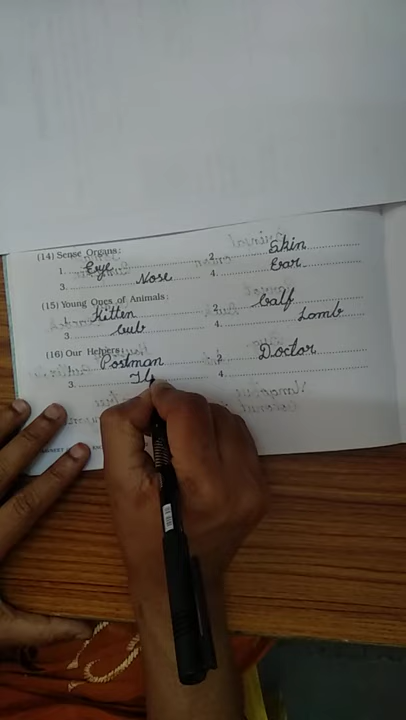 (14) Sense Organs:
1. Eye 2. Skin
3. Nose 4. Ear
(15) Young Ones of Animals:
1. Kitten 2. Calf
3. Cub 4. Lamb
(16) Our Helpers:
1. Postman 2. Doctor
3. 4.